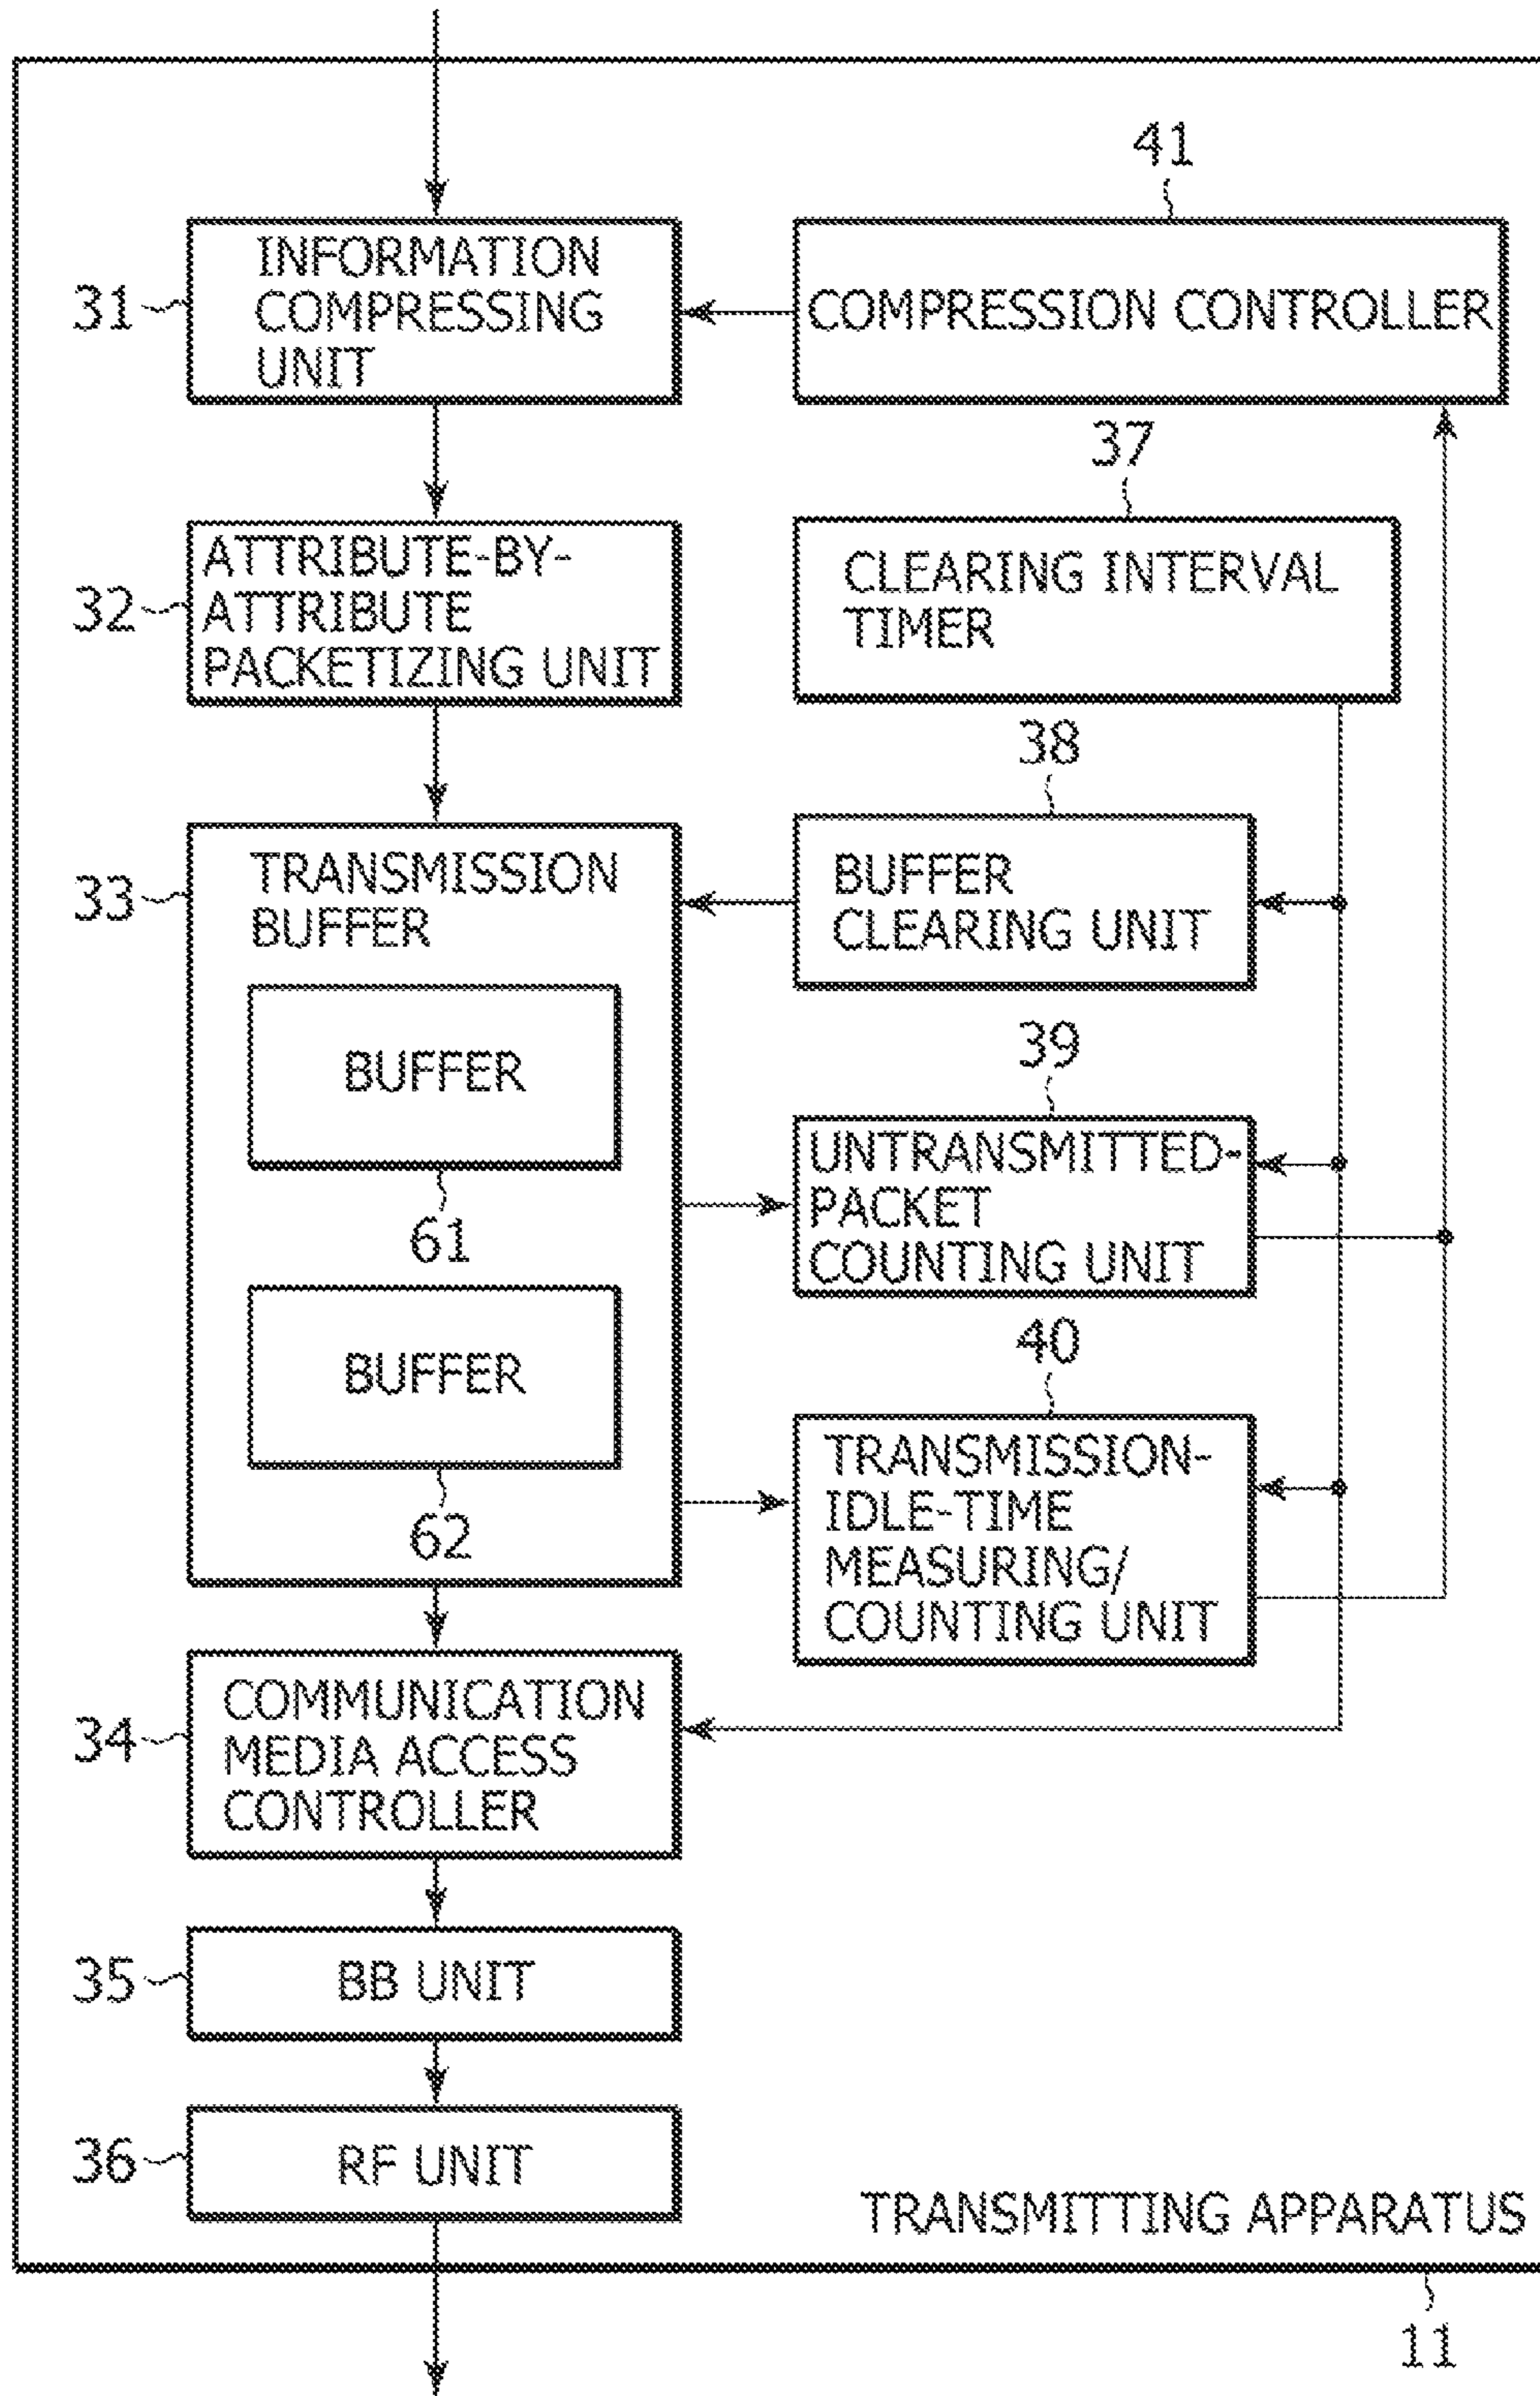 41
31
INFORMATION
COMPRESSING
UNIT
COMPRESSION CONTROLLER
37
32
ATTRIBUTE-BY-
ATTRIBUTE
PACKETIZING UNIT
CLEARING INTERVAL
TIMER
38
33
TRANSMISSION
BUFFER
BUFFER
CLEARING UNIT
39
BUFFER
61
UNTRANSMITTED-
PACKET
COUNTING UNIT
40
BUFFER
62
TRANSMISSION-
IDLE-TIME
MEASURING/
COUNTING UNIT
34
COMMUNICATION
MEDIA ACCESS
CONTROLLER
35
BB UNIT
36
RF UNIT
TRANSMITTING APPARATUS
11